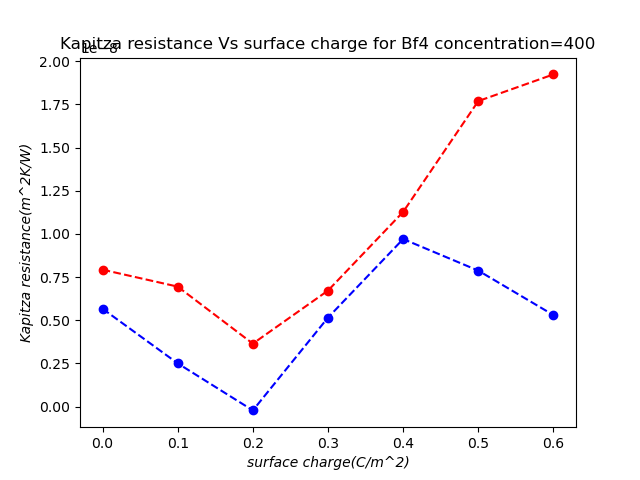 Kapitza resistance Vs surface charge for Bf4 concentration=400
1e−8
2.00
1.75
1.50
1.25
1.00
0.75
0.50
0.25
0.00
Kapitza resistance(m^2K/W)
0.0 0.1 0.2 0.3 0.4 0.5 0.6
surface charge(C/m^2)